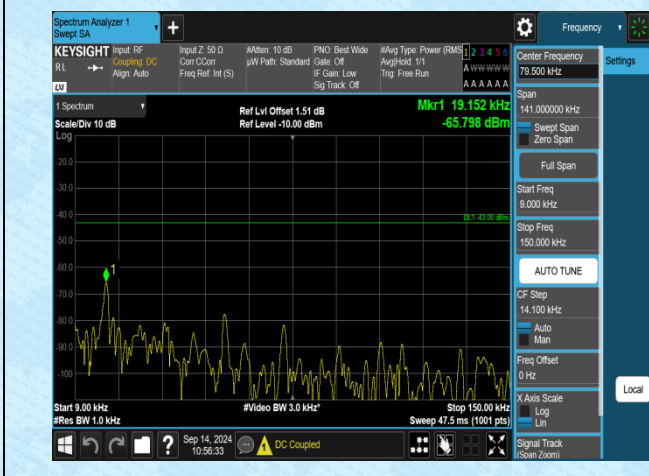 Spectrum Analyzer 1
Swept SA
+
Frequency
KEYSIGHT
RL
LXI
Input: RF
Coupling: DC
Align: Auto
Input Z: 50 Ω
Corr CCorr
Freq Ref: Int (S)
#Atten: 10 dB
µW Path: Standard
PNO: Best Wide
Gate: Off
IF Gain: Low
Sig Track: Off
#Avg Type: Power (RMS
Avg|Hold: 1/1
Trig: Free Run
1 2 3 4 5 6
A W W W W W
A A A A A A
1 Spectrum
Scale/Div 10 dB
Ref Lvl Offset 1.51 dB
Ref Level -10.00 dBm
Mkr1 19.152 kHz
-65.798 dBm
Log
-20.0
-30.0
-40.0
-50.0
-60.0
-70.0
-80.0
-90.0
-100
DL1 -43.00 dBm
1
Start 9.00 kHz
#Res BW 1.0 kHz
#Video BW 3.0 kHz*
Stop 150.00 kHz
Sweep 47.5 ms (1001 pts)
?
Sep 14, 2024
10:56:33
DC Coupled
Center Frequency
79.500 kHz
Span
141.000000 kHz
Swept Span
Zero Span
Full Span
Start Freq
9.000 kHz
Stop Freq
150.000 kHz
AUTO TUNE
CF Step
14.100 kHz
Auto
Man
Freq Offset
0 Hz
X Axis Scale
Log
Lin
Signal Track
(Span Zoom)
Settings
Local